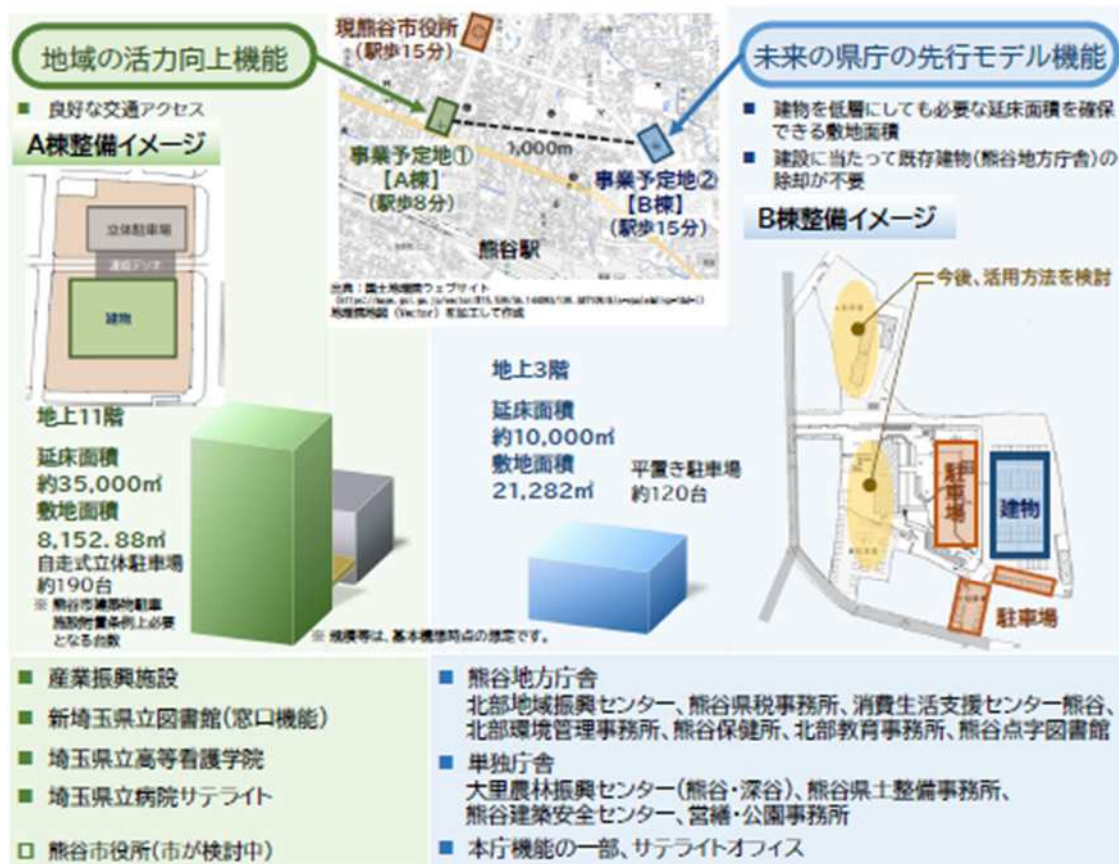 地域の活力向上機能
■ 良好な交通アクセス
A棟整備イメージ
立体駐車場
連絡デッキ
建物
地上11階
延床面積
約35,000㎡
敷地面積
8,152.88㎡
自走式立体駐車場
約190台
※ 熊谷市建築物駐車
施設附置条例上必要
となる台数
現熊谷市役所
(駅歩15分)
事業予定地①
【A棟】
(駅歩8分)
1,000m
事業予定地②
【B棟】
(駅歩15分)
熊谷駅
出典:国土地理院ウェブサイト
地理院地図 (Vector) を加工して作成
地上3階
延床面積
約10,000㎡
敷地面積
21,282㎡
平置き駐車場
約120台
※ 規模等は、基本構想時点の想定です。
未来の県庁の先行モデル機能
■ 建物を低層にしても必要な延床面積を確保
できる敷地面積
■ 建設に当たって既存建物(熊谷地方庁舎)の
除却が不要
B棟整備イメージ
今後、活用方法を検討
駐車場
建物
駐車場
■ 産業振興施設
■ 新埼玉県立図書館(窓口機能)
■ 埼玉県立高等看護学院
■ 埼玉県立病院サテライト
□ 熊谷市役所(市が検討中)
■ 熊谷地方庁舎
北部地域振興センター、熊谷県税事務所、消費生活支援センター熊谷、
北部環境管理事務所、熊谷保健所、北部教育事務所、熊谷点字図書館
■ 単独庁舎
大里農林振興センター(熊谷・深谷)、熊谷県土整備事務所、
熊谷建築安全センター、営繕・公園事務所
■ 本庁機能の一部、サテライトオフィス